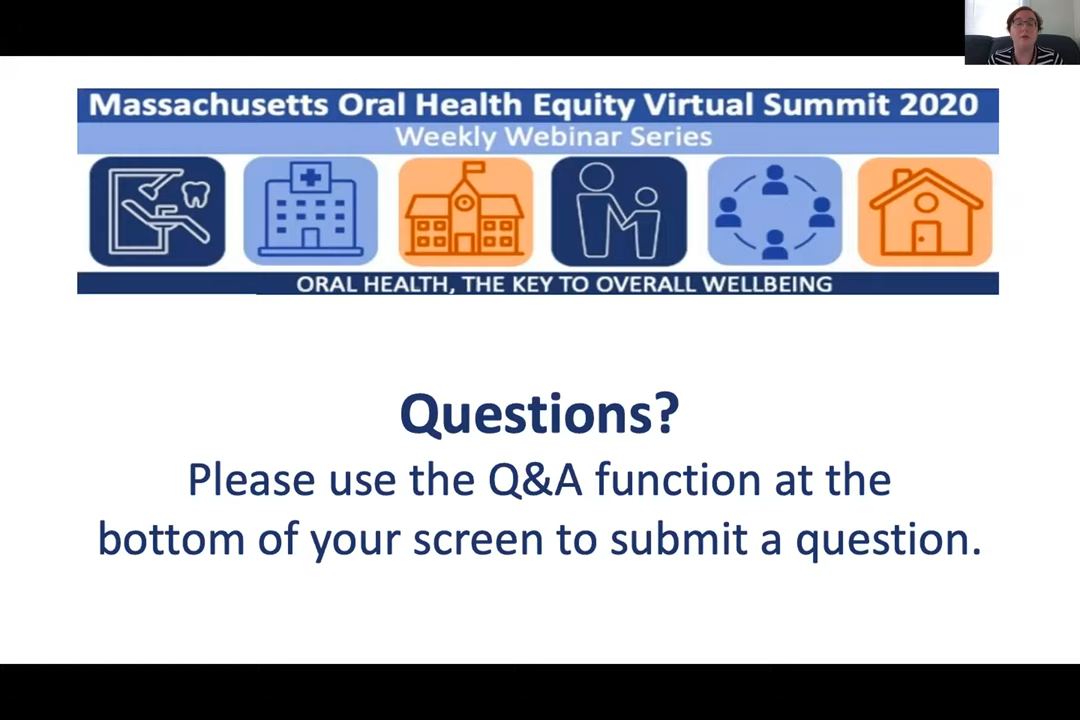 Massachusetts Oral Health Equity Virtual Summit 2020
Weekly Webinar Series
ORAL HEALTH, THE KEY TO OVERALL WELLBEING
Questions?
Please use the Q&A function at the
bottom of your screen to submit a question.